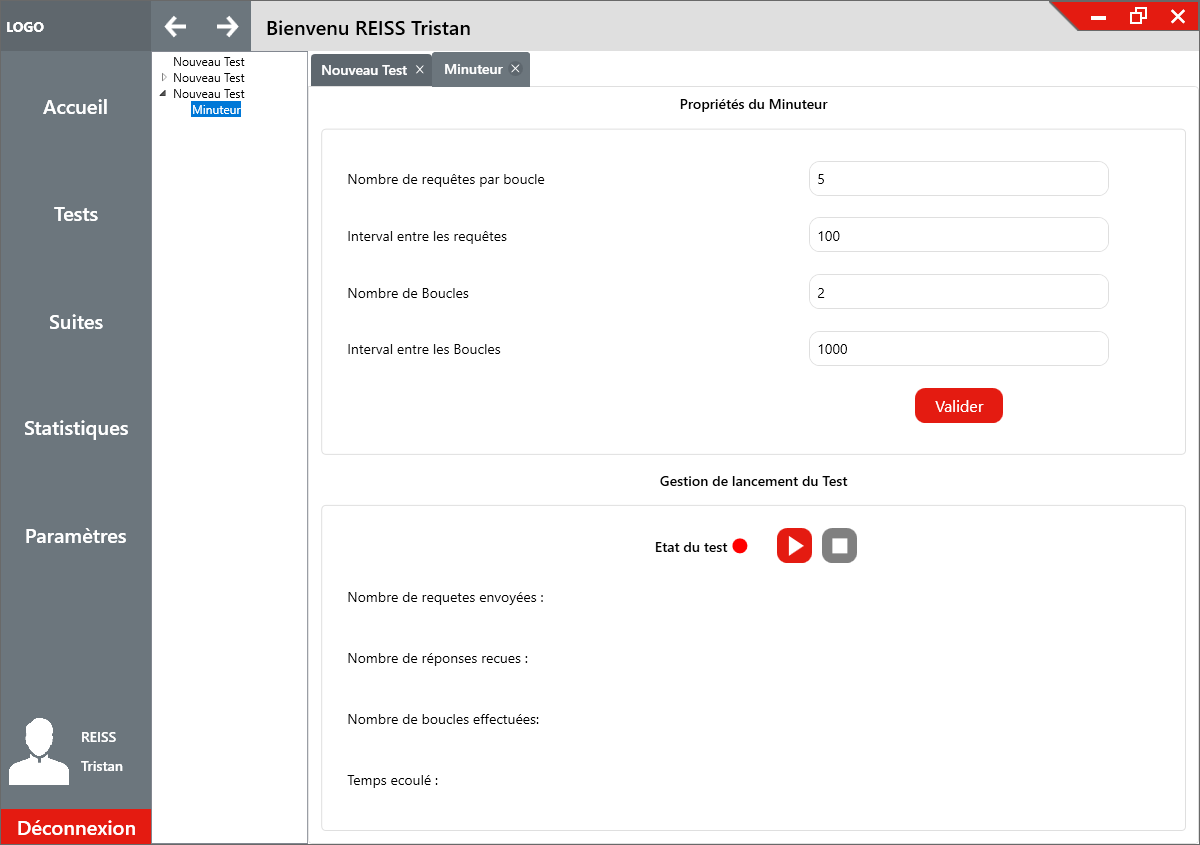 LOGO
Bienvenu REISS Tristan
Accueil
Tests
Suites
Statistiques
Paramètres
REISS
Tristan
Déconnexion
Nouveau Test
Nouveau Test
Nouveau Test
Minuteur
Nouveau Test
Minuteur
Propriétés du Minuteur
Nombre de requêtes par boucle 5
Interval entre les requêtes 100
Nombre de Boucles 2
Interval entre les Boucles 1000
Valider
Gestion de lancement du Test
Etat du test
Nombre de requetes envoyées :
Nombre de réponses recues :
Nombre de boucles effectuées:
Temps ecoulé :